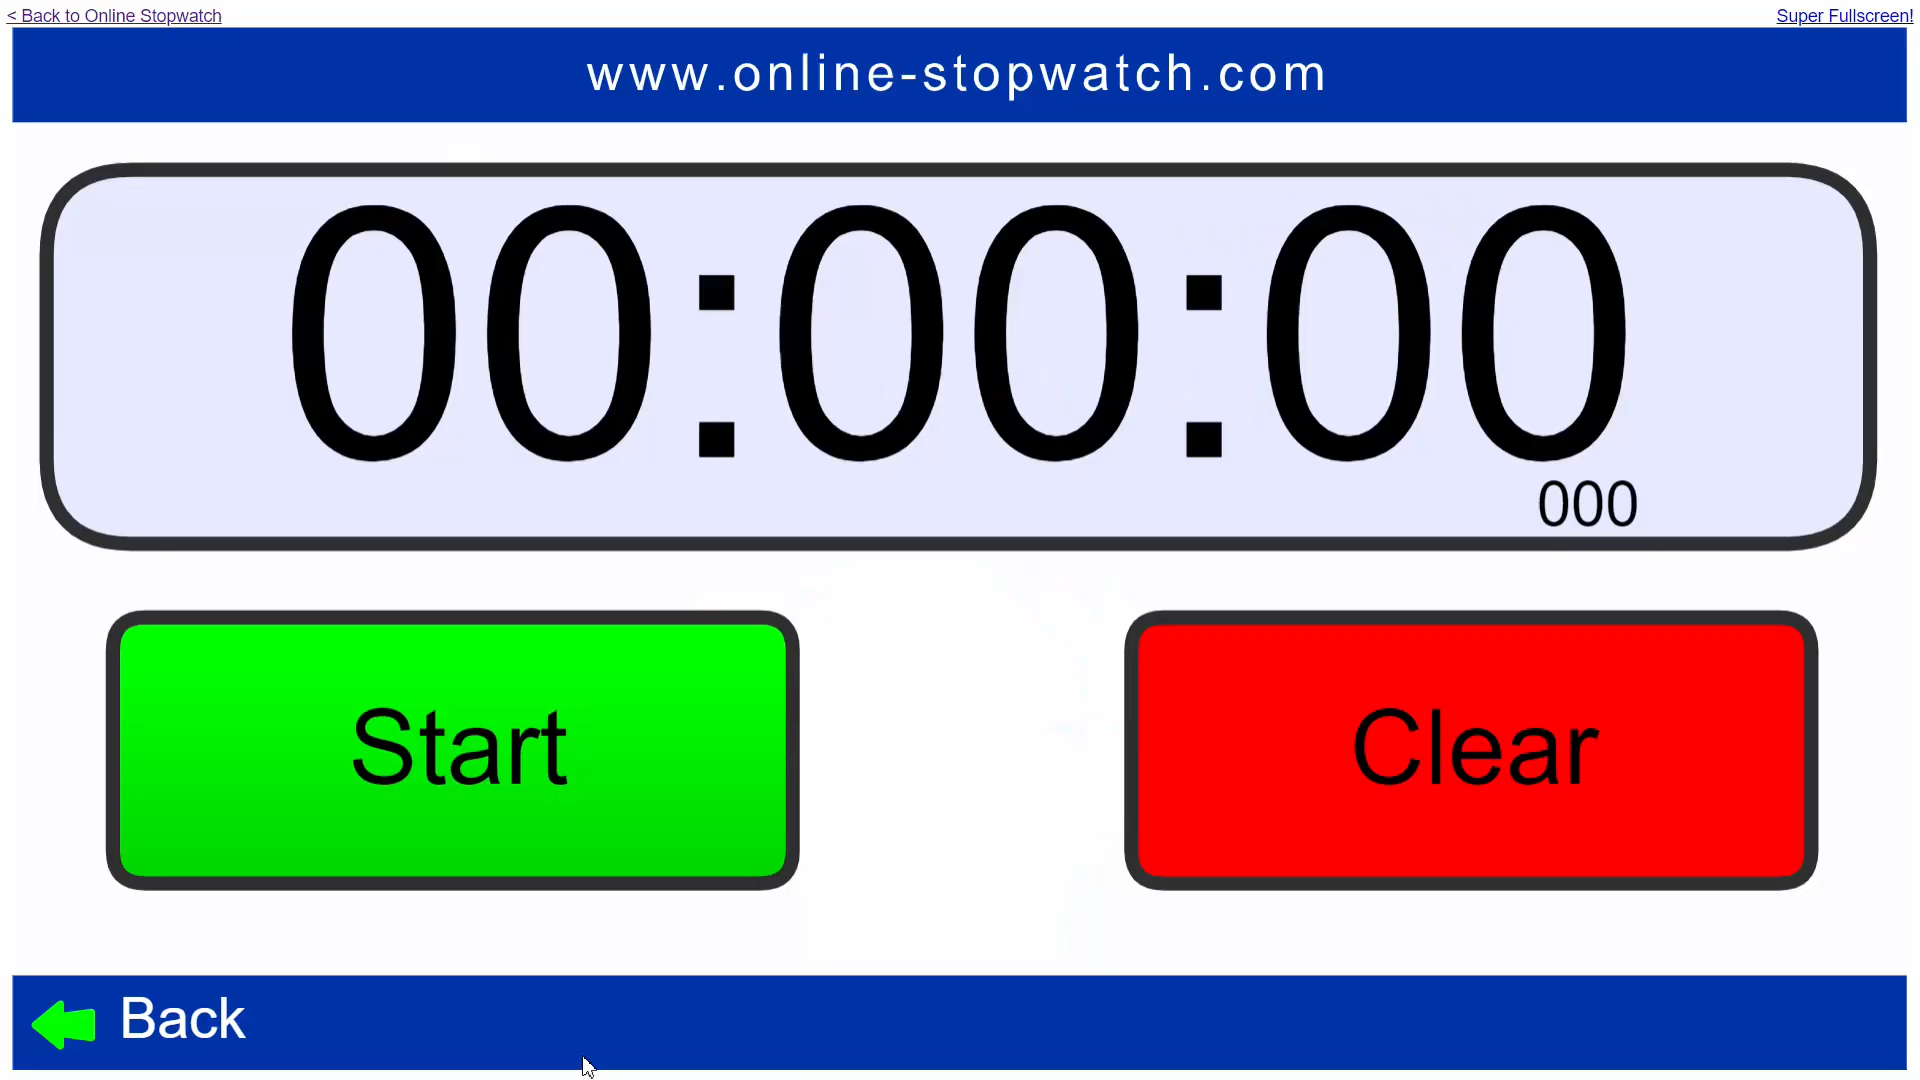 < Back to Online Stopwatch
Super Fullscreen!
www.online-stopwatch.com
00:00:00
000
Start
Clear
Back